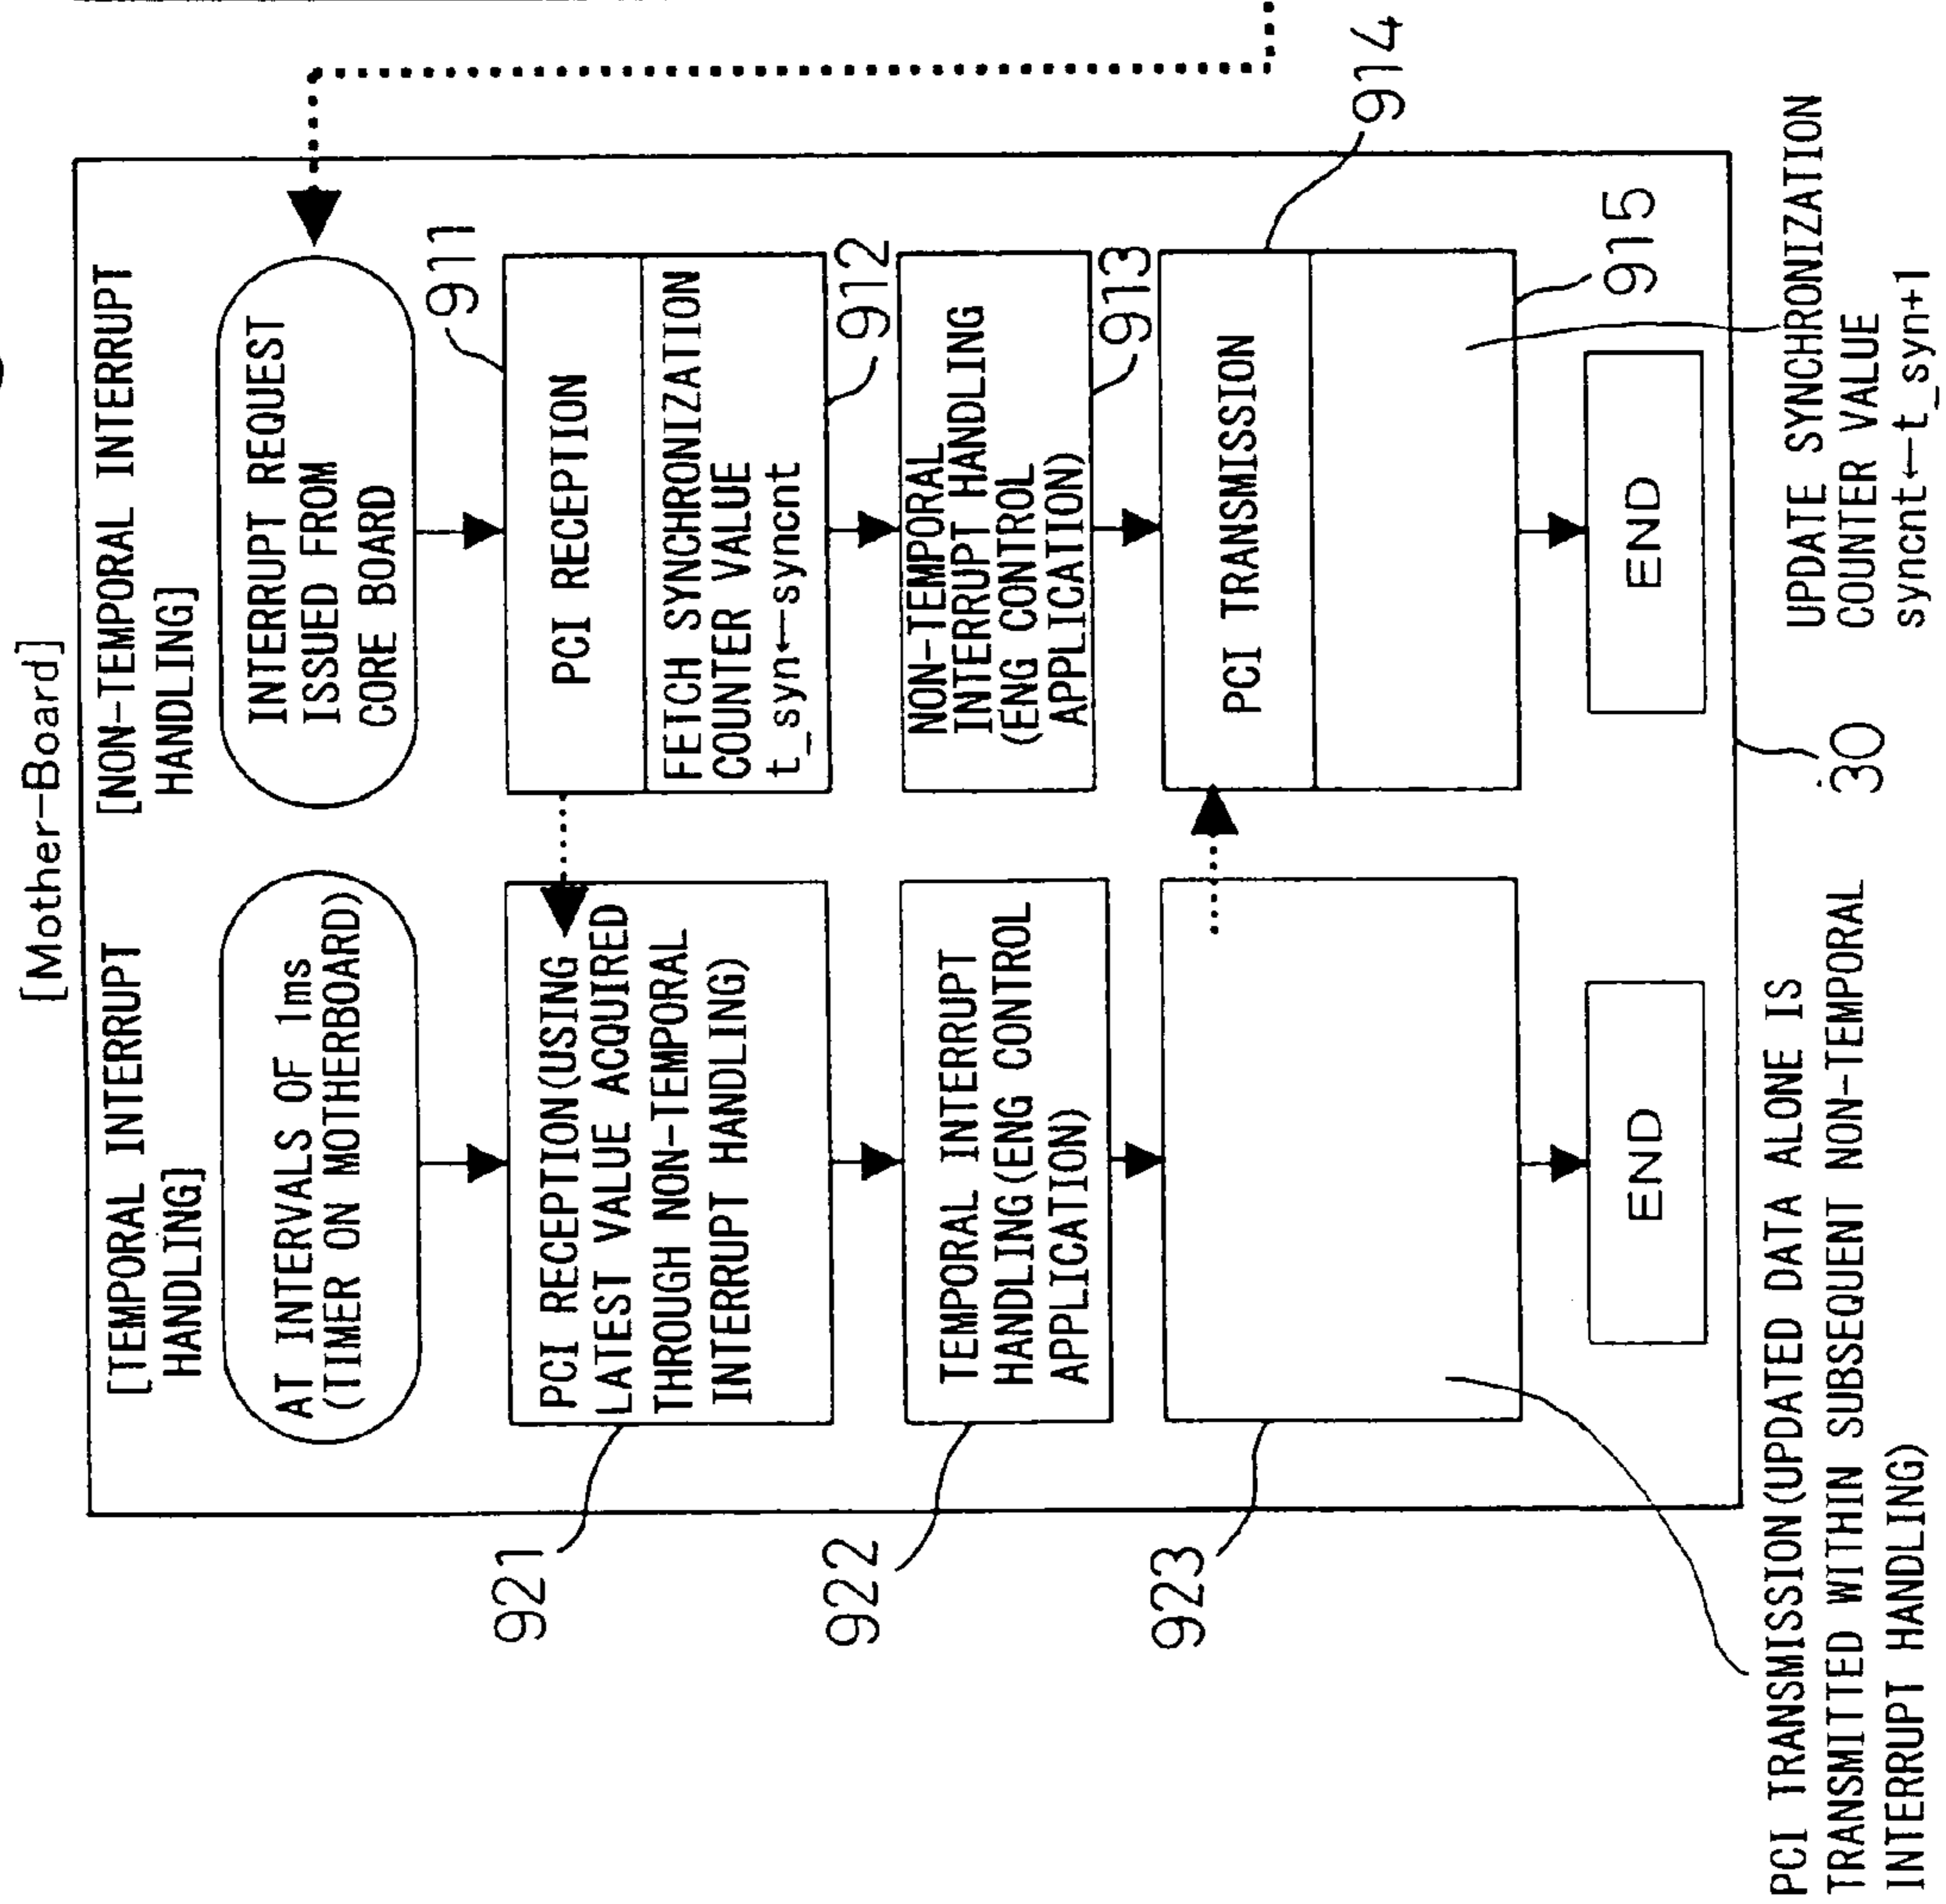 [Mother-Board]
[TEMPORAL INTERRUPT
HANDLING]
AT INTERVALS OF 1ms
(TIMER ON MOTHERBOARD)
PCI RECEPTION(USING
LATEST VALUE ACQUIRED
THROUGH NON-TEMPORAL
INTERRUPT HANDLING)
921
TEMPORAL INTERRUPT
HANDLING(ENG CONTROL
APPLICATION)
922
923
END
PCI TRANSMISSION(UPDATED DATA ALONE IS
TRANSMITTED WITHIN SUBSEQUENT NON-TEMPORAL
INTERRUPT HANDLING)
[NON-TEMPORAL INTERRUPT
HANDLING]
INTERRUPT REQUEST
ISSUED FROM
CORE BOARD
911
PCI RECEPTION
FETCH SYNCHRONIZATION
COUNTER VALUE
t_syn←syncnt
912
NON-TEMPORAL
INTERRUPT HANDLING
(ENG CONTROL
APPLICATION)
913
PCI TRANSMISSION
914
915
END
30
UPDATE SYNCHRONIZATION
COUNTER VALUE
syncnt←t_syn+1